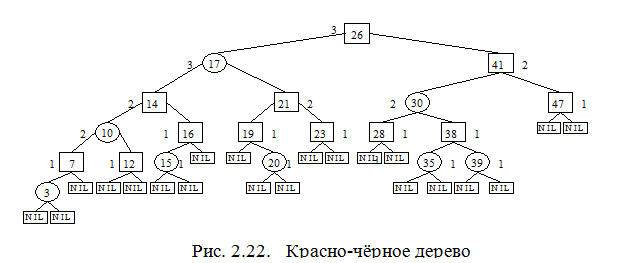 3 26
3 17 41 2
2 14 21 2 2 30 47 1
NIL NIL
2 10 1 16 19 1 23 1 28 1 38 1
NIL NIL NIL NIL NIL NIL
1 7 1 12 15 1 20 1 35 1 39 1
3 NIL NIL NIL NIL NIL NIL NIL NIL NIL NIL NIL
NIL NIL
Рис. 2.22. Красно-чёрное дерево